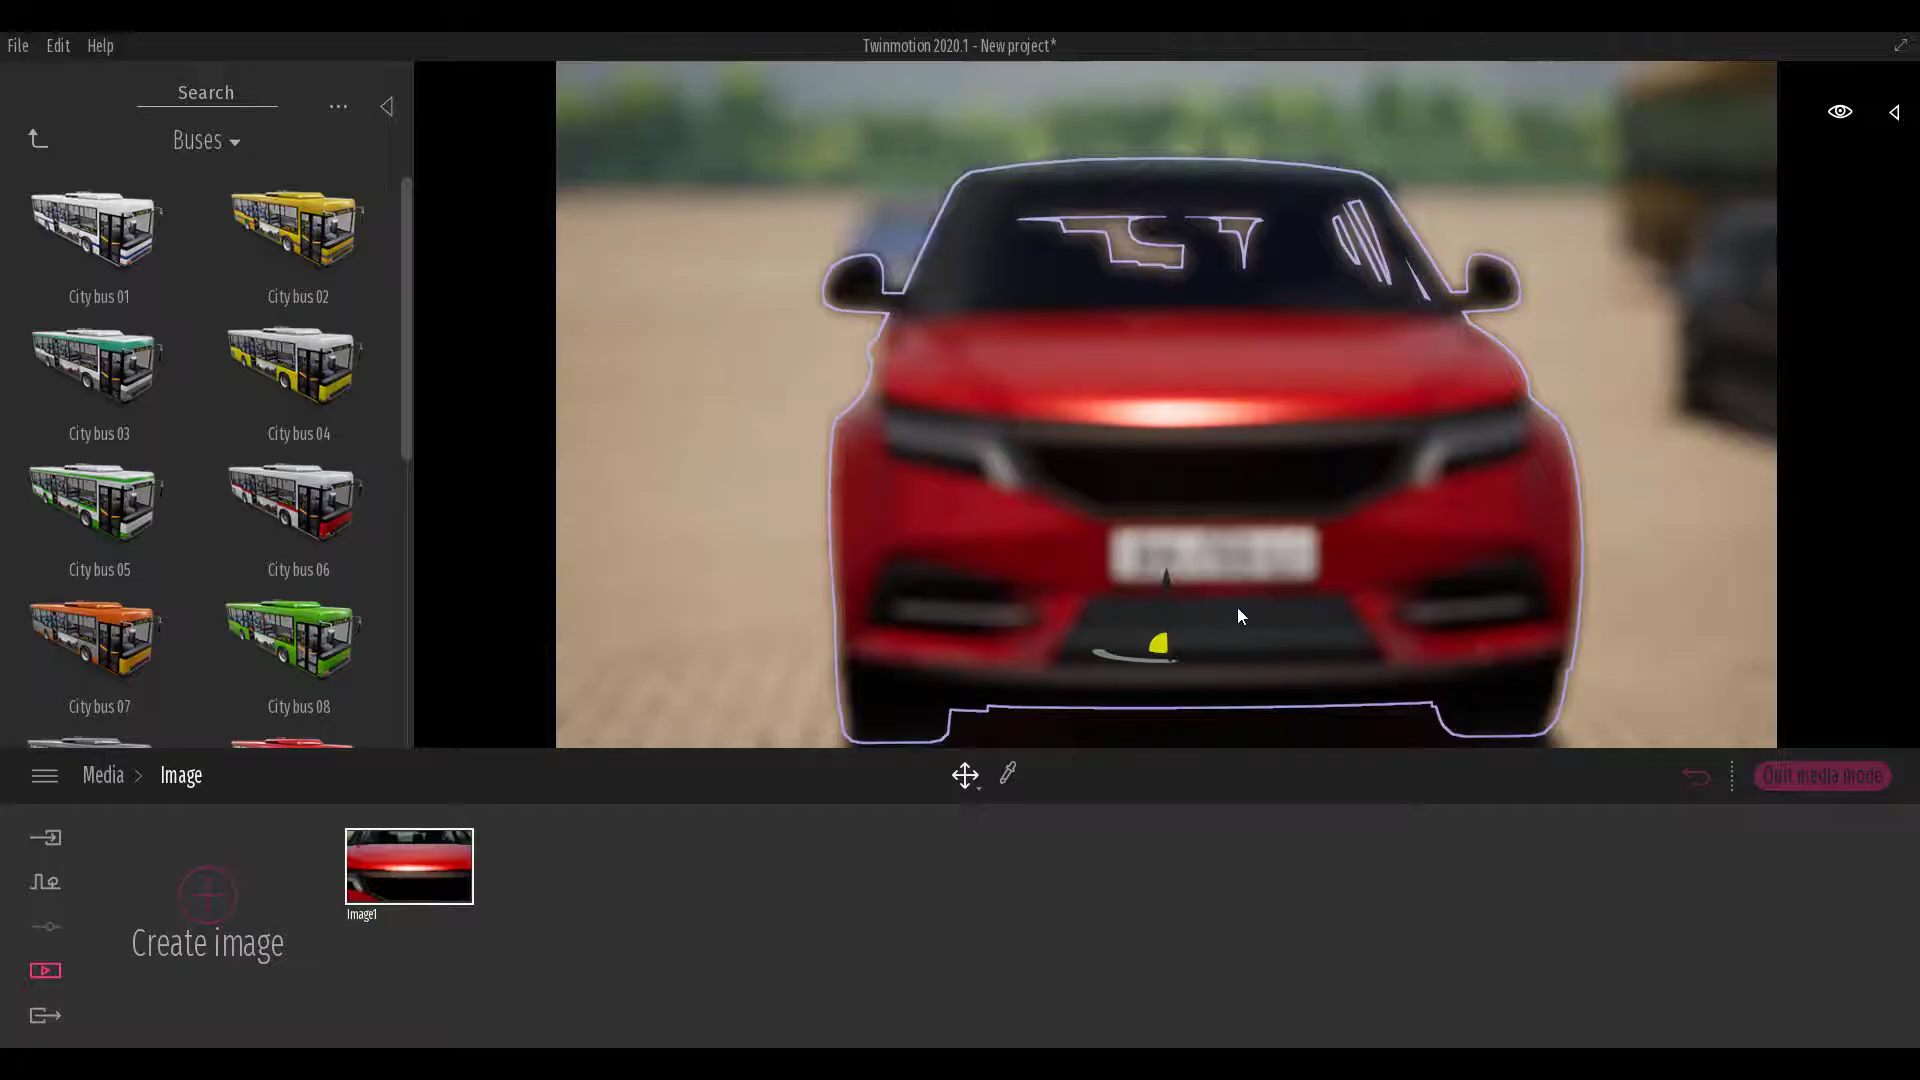 File Edit Help
Twinmotion 2020.1 - New project*
Search
Buses
City bus 01
City bus 02
City bus 03
City bus 04
City bus 05
City bus 06
City bus 07
City bus 08
Media > Image
Quit media mode
Create image
Image1